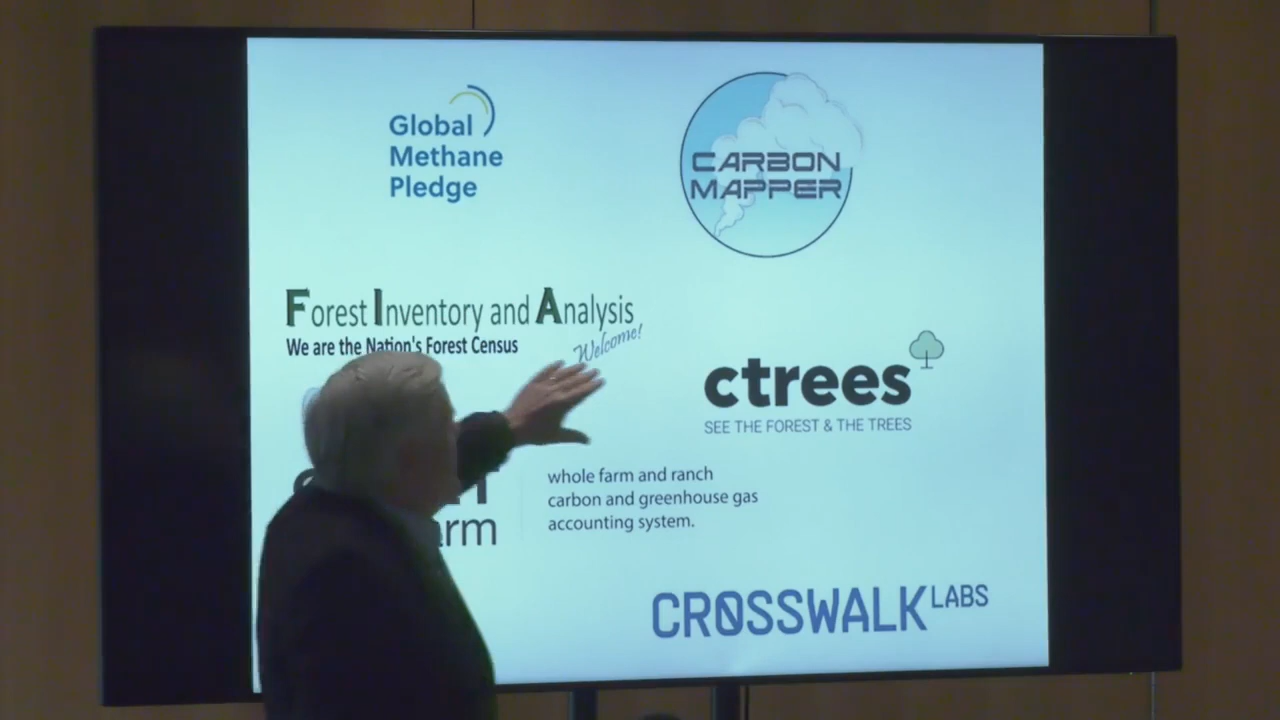 Global
Methane
Pledge
CARBON
MAPPER
Forest Inventory and Analysis
We are the Nation's Forest Census
Welcome!
ctrees
SEE THE FOREST & THE TREES
whole farm and ranch
carbon and greenhouse gas
accounting system.
CROSSWALK LABS